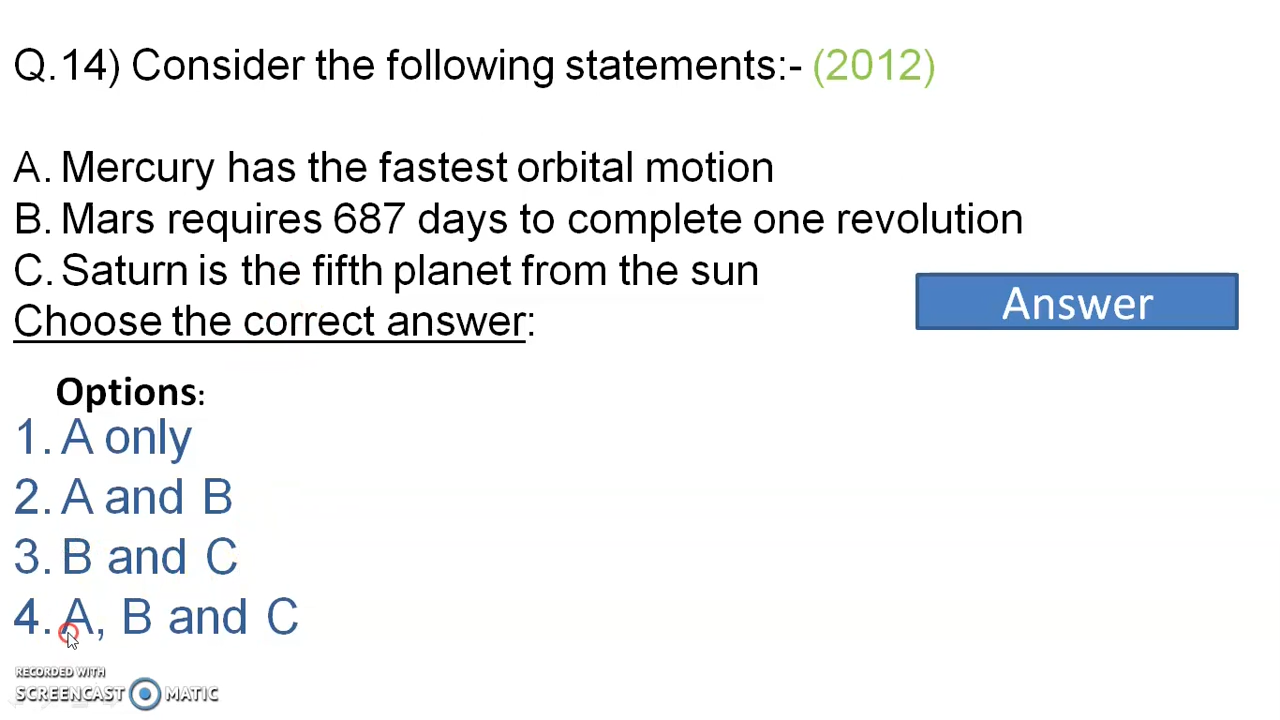 Q.14) Consider the following statements:- (2012)
A. Mercury has the fastest orbital motion
B. Mars requires 687 days to complete one revolution
C. Saturn is the fifth planet from the sun
Choose the correct answer:
Answer
Options:
1. A only
2. A and B
3. B and C
4. A, B and C
RECORDED WITH
SCREENCAST MATIC